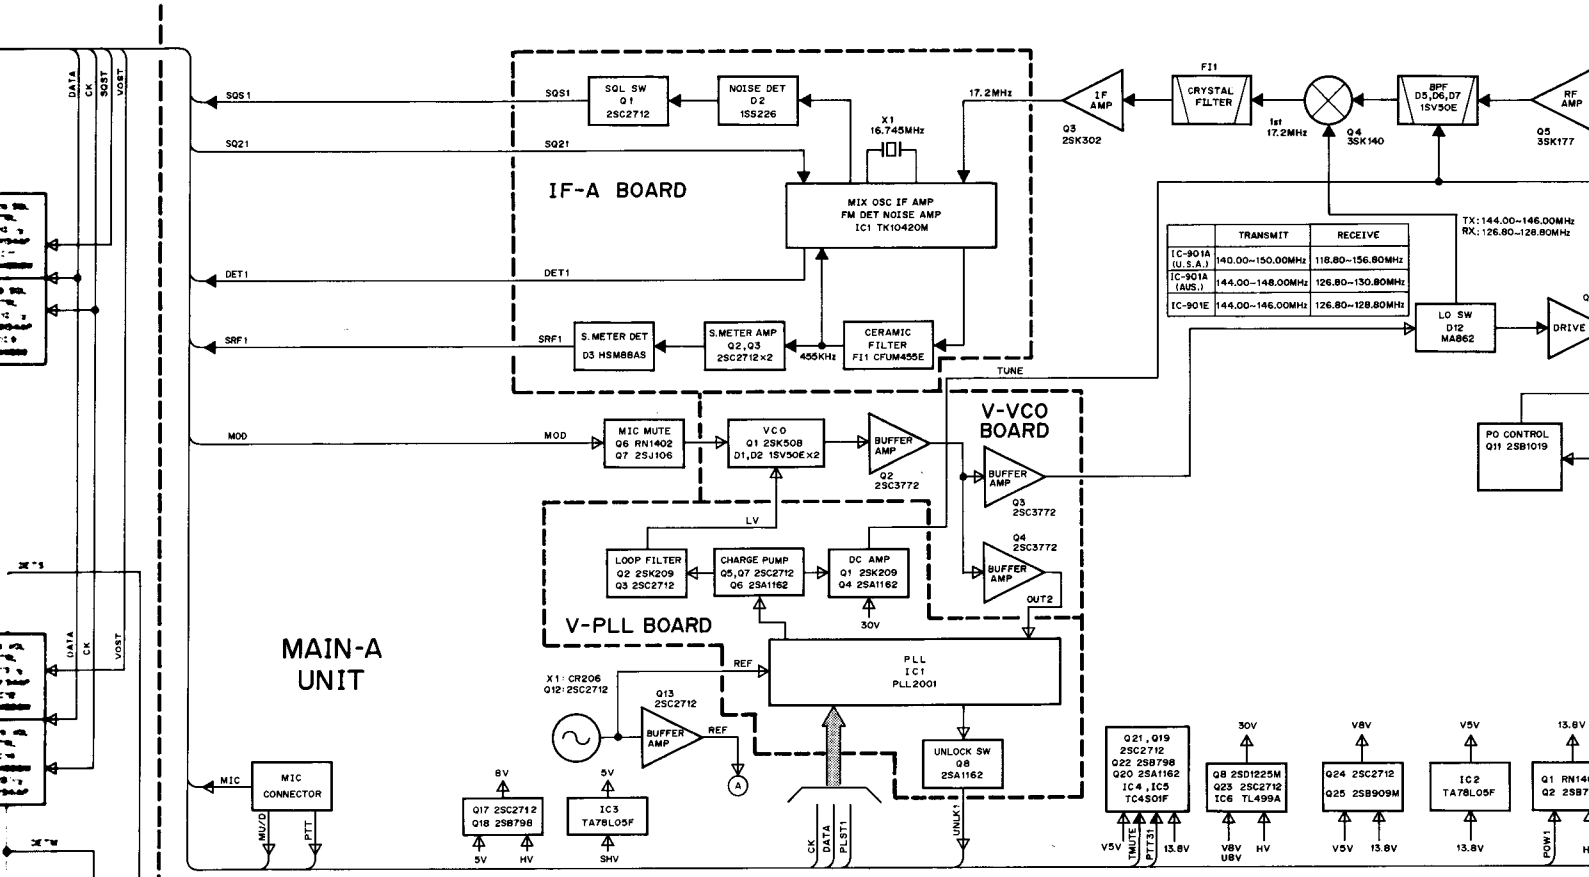 DATA
CK
SQST
VOST
SQS1
SQS1
SQL SW
Q1
2SC2712
NOISE DET
D2
1SS226
X1
16.745MHz
17.2MHz
IF
AMP
Q3
2SK302
FI1
CRYSTAL
FILTER
1st
17.2MHz
Q4
3SK140
BPF
D5,D6,D7
1SV50E
RF
AMP
Q5
3SK177
SQ21
SQ21
IF-A BOARD
MIX OSC IF AMP
FM DET NOISE AMP
IC1 TK10420M
DET1
DET1
SRF1
SRF1
S.METER DET
D3 HSM88AS
S.METER AMP
Q2,Q3
2SC2712×2
455KHz
CERAMIC
FILTER
FI1 CFUM455E
TUNE
TX:144.00~146.00MHz
RX:126.80~128.80MHz
TRANSMIT RECEIVE
IC-901A
(U.S.A.) 140.00~150.00MHz 118.80~156.80MHz
IC-901A
(AUS.) 144.00~148.00MHz 126.80~130.80MHz
IC-901E 144.00~146.00MHz 126.80~128.80MHz
LO SW
D12
MA862
DRIVE
MOD
MOD
MIC MUTE
Q6 RN1402
Q7 2SJ106
VCO
Q1 2SK508
D1,D2 1SV50E×2
BUFFER
AMP
Q2
2SC3772
V-VCO
BOARD
BUFFER
AMP
Q3
2SC3772
PO CONTROL
Q11 2SB1019
LV
Q4
2SC3772
BUFFER
AMP
OUT2
LOOP FILTER
Q2 2SK209
Q3 2SC2712
CHARGE PUMP
Q5,Q7 2SC2712
Q6 2SA1162
DC AMP
Q1 2SK209
Q4 2SA1162
30V
V-PLL BOARD
MAIN-A
UNIT
DATA
CK
VOST
PLL
IC1
PLL2001
REF
X1: CR206
Q12:2SC2712
Q13
2SC2712
BUFFER
AMP
REF
A
UNLOCK SW
Q8
2SA1162
MIC
MIC
CONNECTOR
MU/D
PTT
8V
Q17 2SC2712
Q18 2SB798
5V
HV
5V
IC3
TA78L05F
SHV
CK
DATA
PLST1
UNLK1
Q21,Q19
2SC2712
Q22 2SB798
Q20 2SA1162
IC4,IC5
TC4S01F
V5V
TMUTE
PTT31
13.8V
30V
Q8 2SD1225M
Q23 2SC2712
IC6 TL499A
V8V
U8V
HV
V8V
Q24 2SC2712
Q25 2SB909M
V5V
13.8V
V5V
IC2
TA78L05F
13.8V
13.8V
POW1